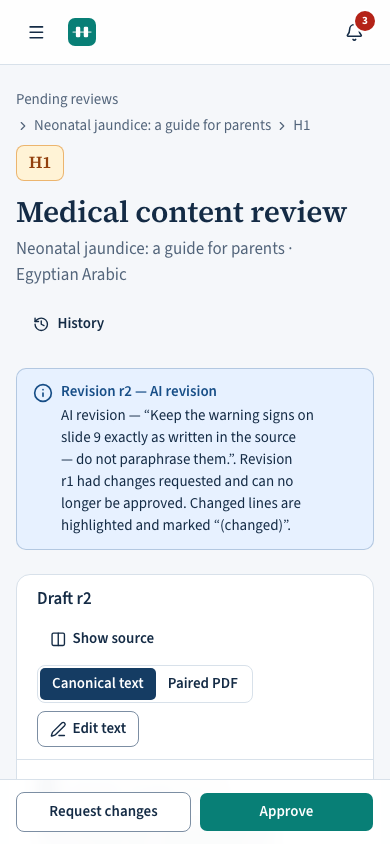 3
Pending reviews
Neonatal jaundice: a guide for parents
H1
H1
Medical content review
Neonatal jaundice: a guide for parents ·
Egyptian Arabic
History
Revision r2 — AI revision
AI revision — “Keep the warning signs on
slide 9 exactly as written in the source
— do not paraphrase them.”. Revision
r1 had changes requested and can no
longer be approved. Changed lines are
highlighted and marked “(changed)”.
Draft r2
Show source
Canonical text
Paired PDF
Edit text
Request changes
Approve